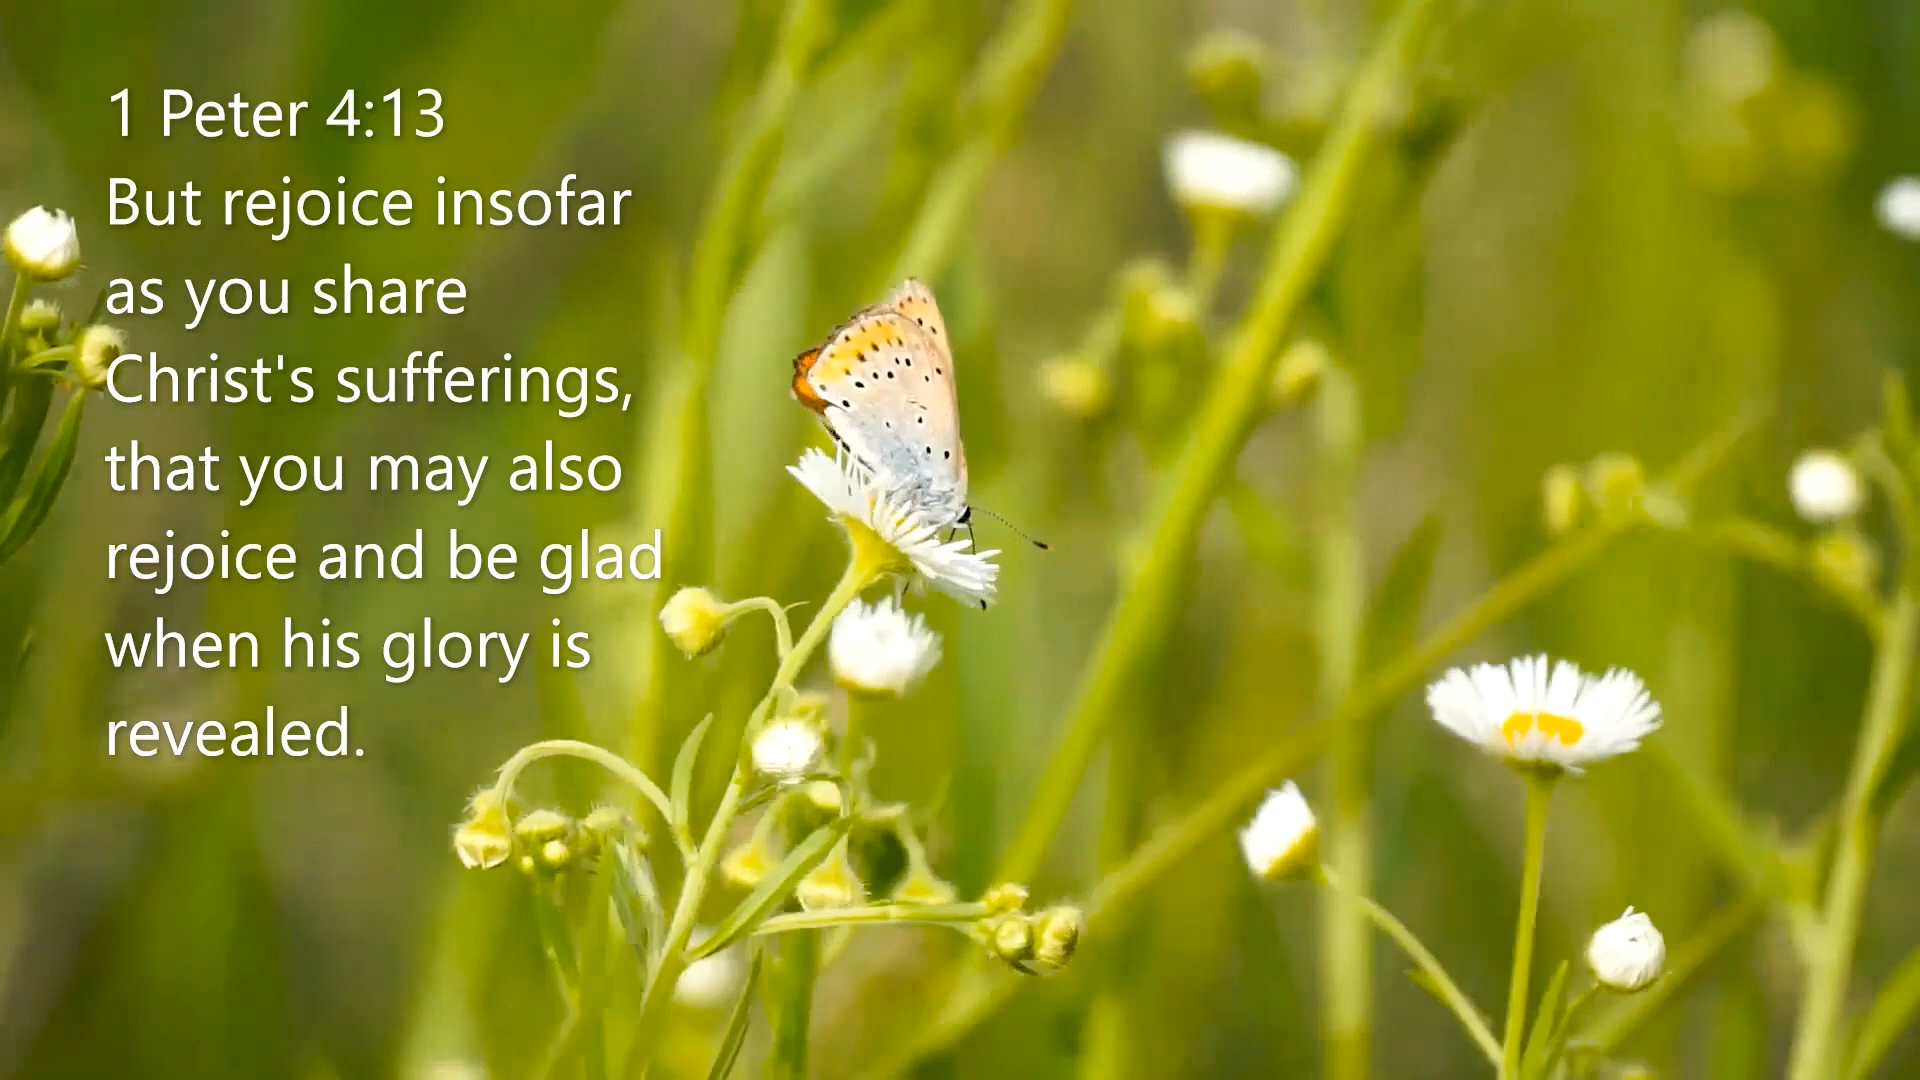 1 Peter 4:13
But rejoice insofar
as you share
Christ's sufferings,
that you may also
rejoice and be glad
when his glory is
revealed.